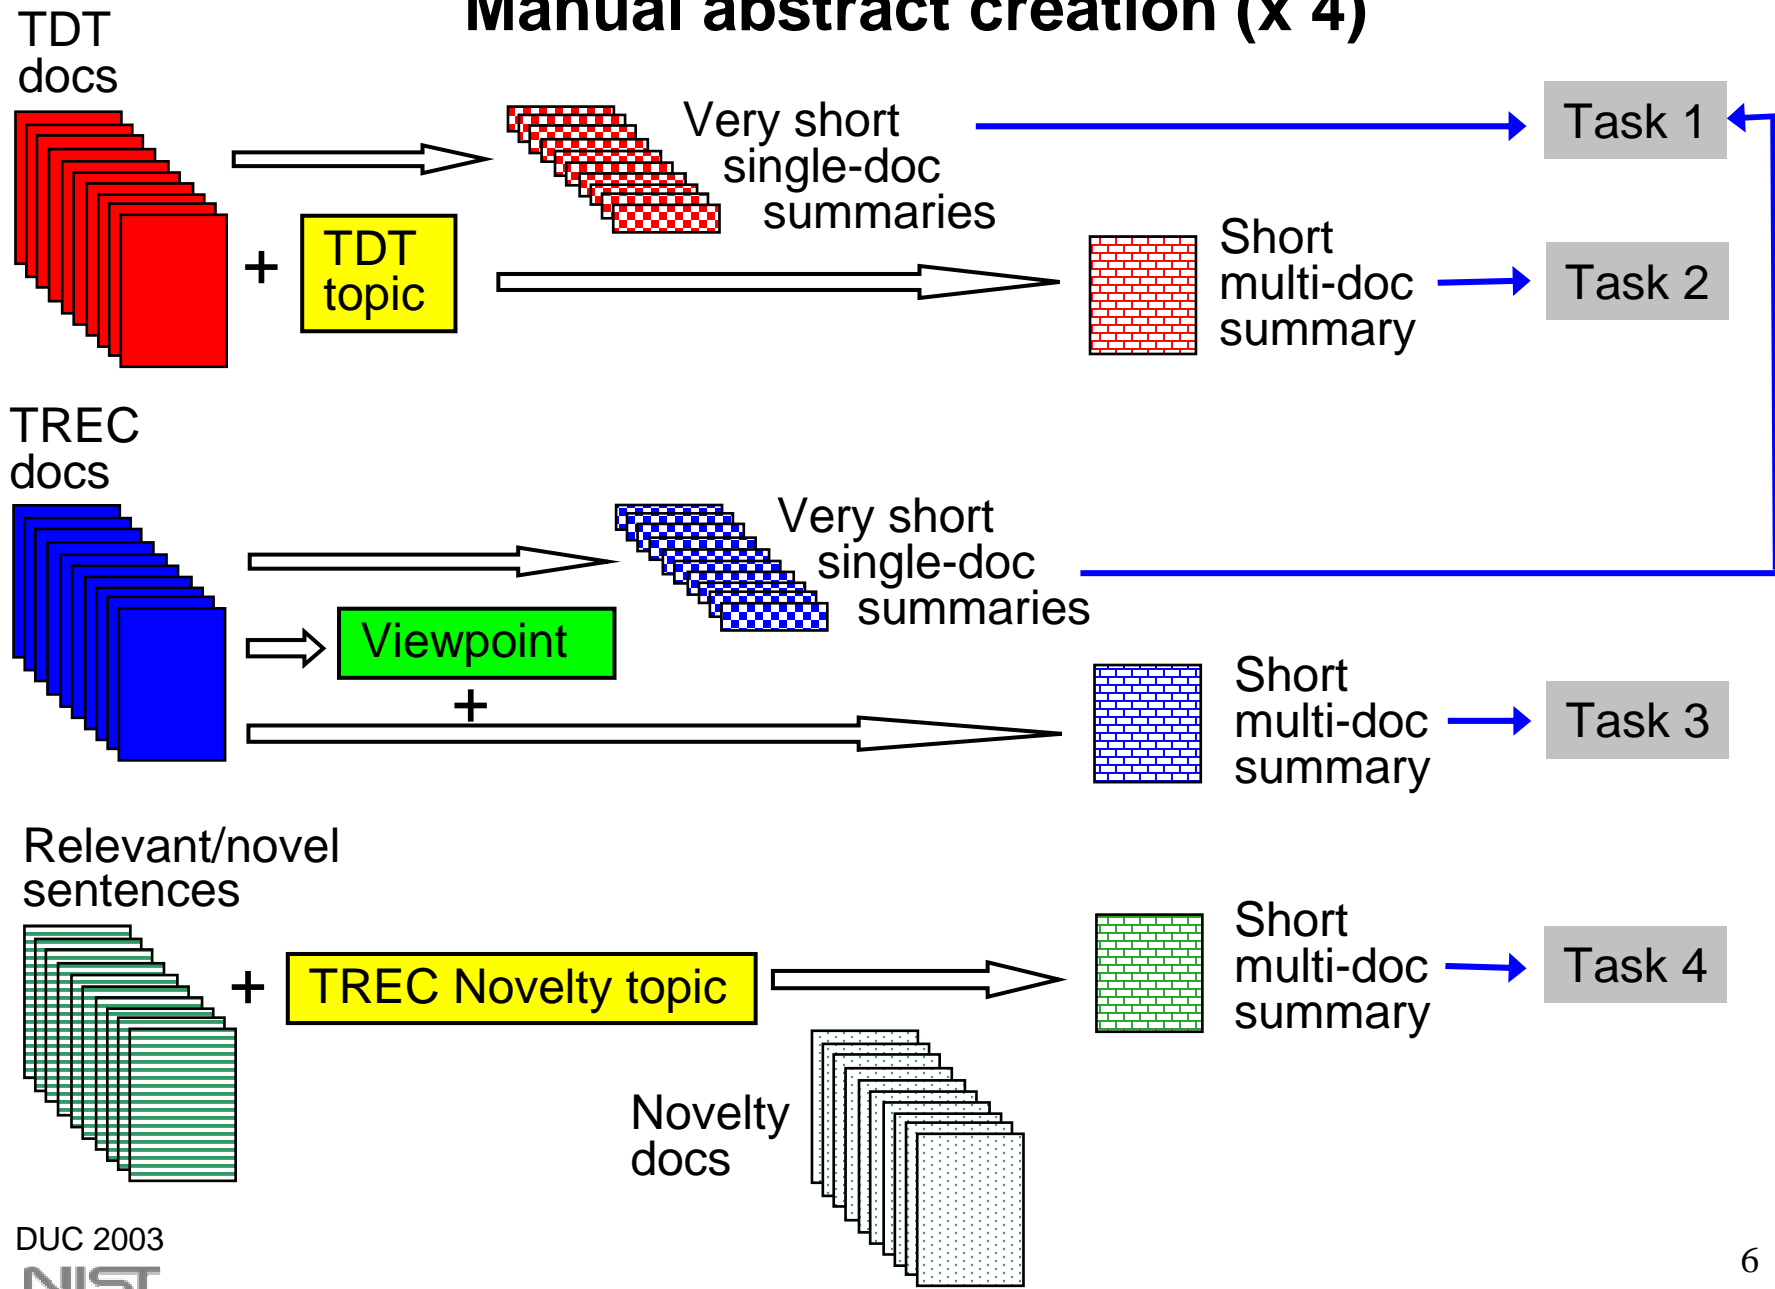 Manual abstract creation (x 4)
TDT
docs
Very short
single-doc
summaries
Task 1
+
TDT
topic
Short
multi-doc
summary
Task 2
TREC
docs
Very short
single-doc
summaries
Viewpoint
+
Short
multi-doc
summary
Task 3
Relevant/novel
sentences
+
TREC Novelty topic
Short
multi-doc
summary
Task 4
Novelty
docs
DUC 2003
NIST
6